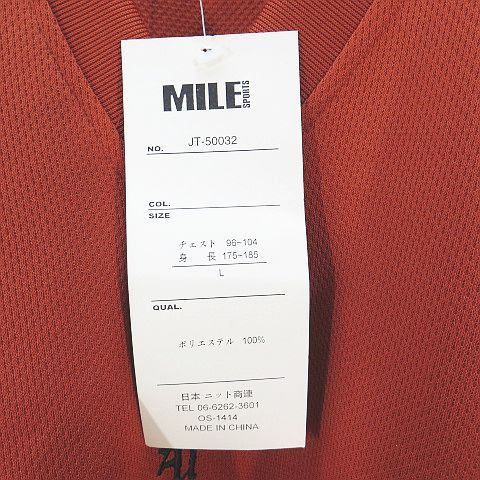 MILE SPORTS
NO. JT-50032
COL.
SIZE
チェスト 96~104
身 長 175~185
L
QUAL.
ポリエステル 100%
日本ニット商連
TEL 06-6262-3601
OS-1414
MADE IN CHINA